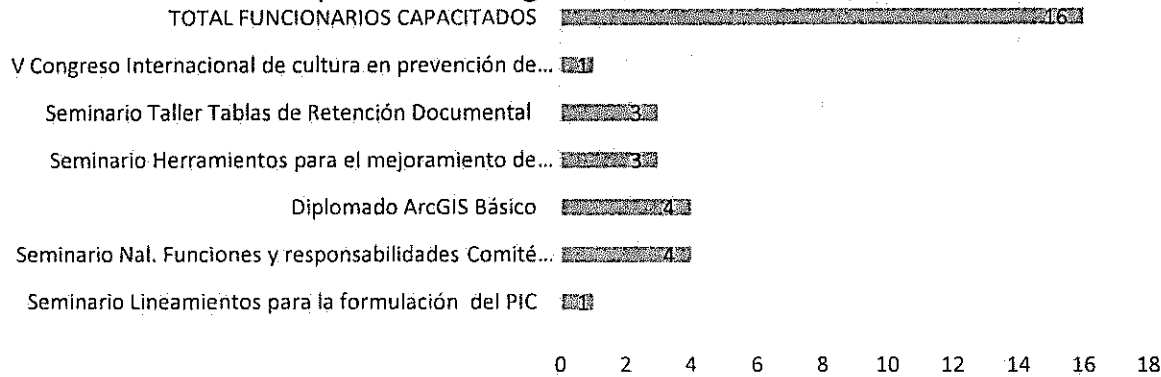 TOTAL FUNCIONARIOS CAPACITADOS 16
V Congreso Internacional de cultura en prevención de... 1
Seminario Taller Tablas de Retención Documental 3
Seminario Herramientos para el mejoramiento de... 3
Diplomado ArcGIS Básico 4
Seminario Nal. Funciones y responsabilidades Comité... 4
Seminario Lineamientos para la formulación del PIC 1
0 2 4 6 8 10 12 14 16 18